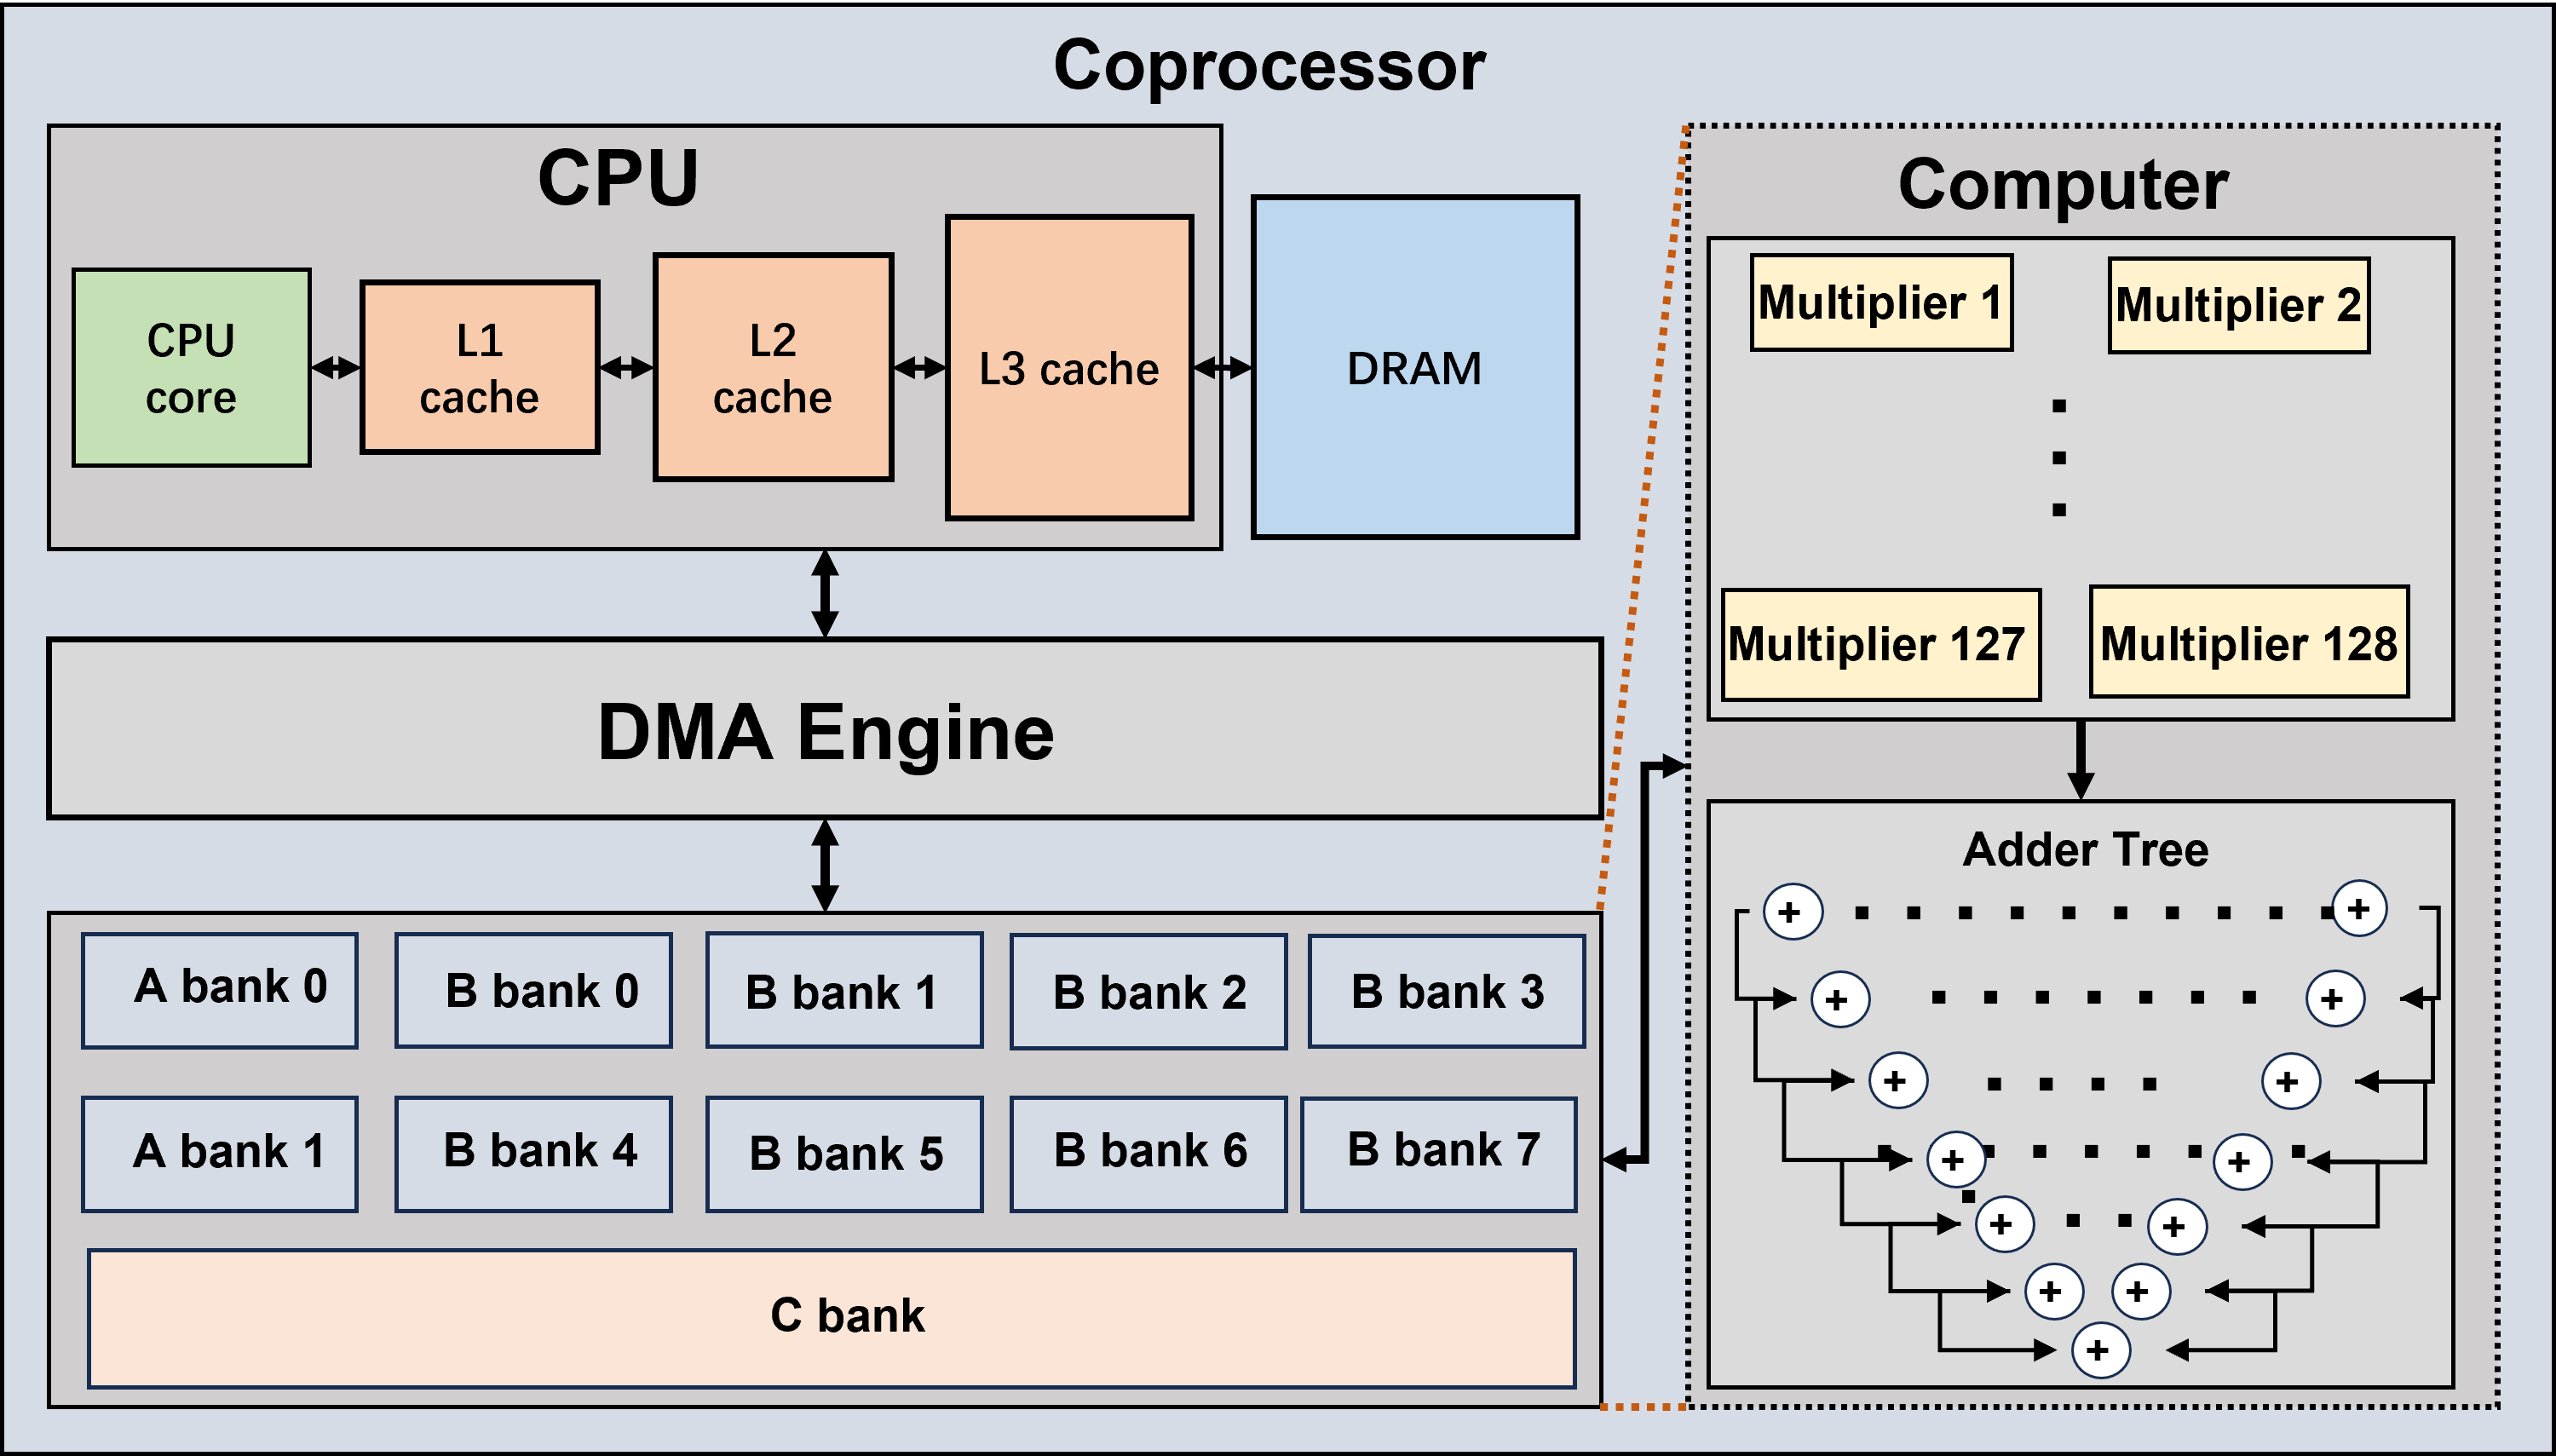 Coprocessor
CPU
CPU
core
L1
cache
L2
cache
L3 cache
DRAM
DMA Engine
A bank 0
B bank 0
B bank 1
B bank 2
B bank 3
A bank 1
B bank 4
B bank 5
B bank 6
B bank 7
C bank
Computer
Multiplier 1
Multiplier 2
Multiplier 127
Multiplier 128
Adder Tree
+ +
+ +
+ +
+ +
+ +
+ +
+